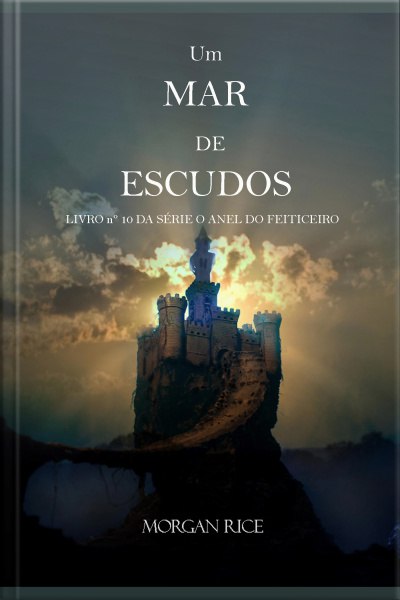 Um
MAR
DE
ESCUDOS
LIVRO nº 10 DA SÉRIE O ANEL DO FEITICEIRO
MORGAN RICE